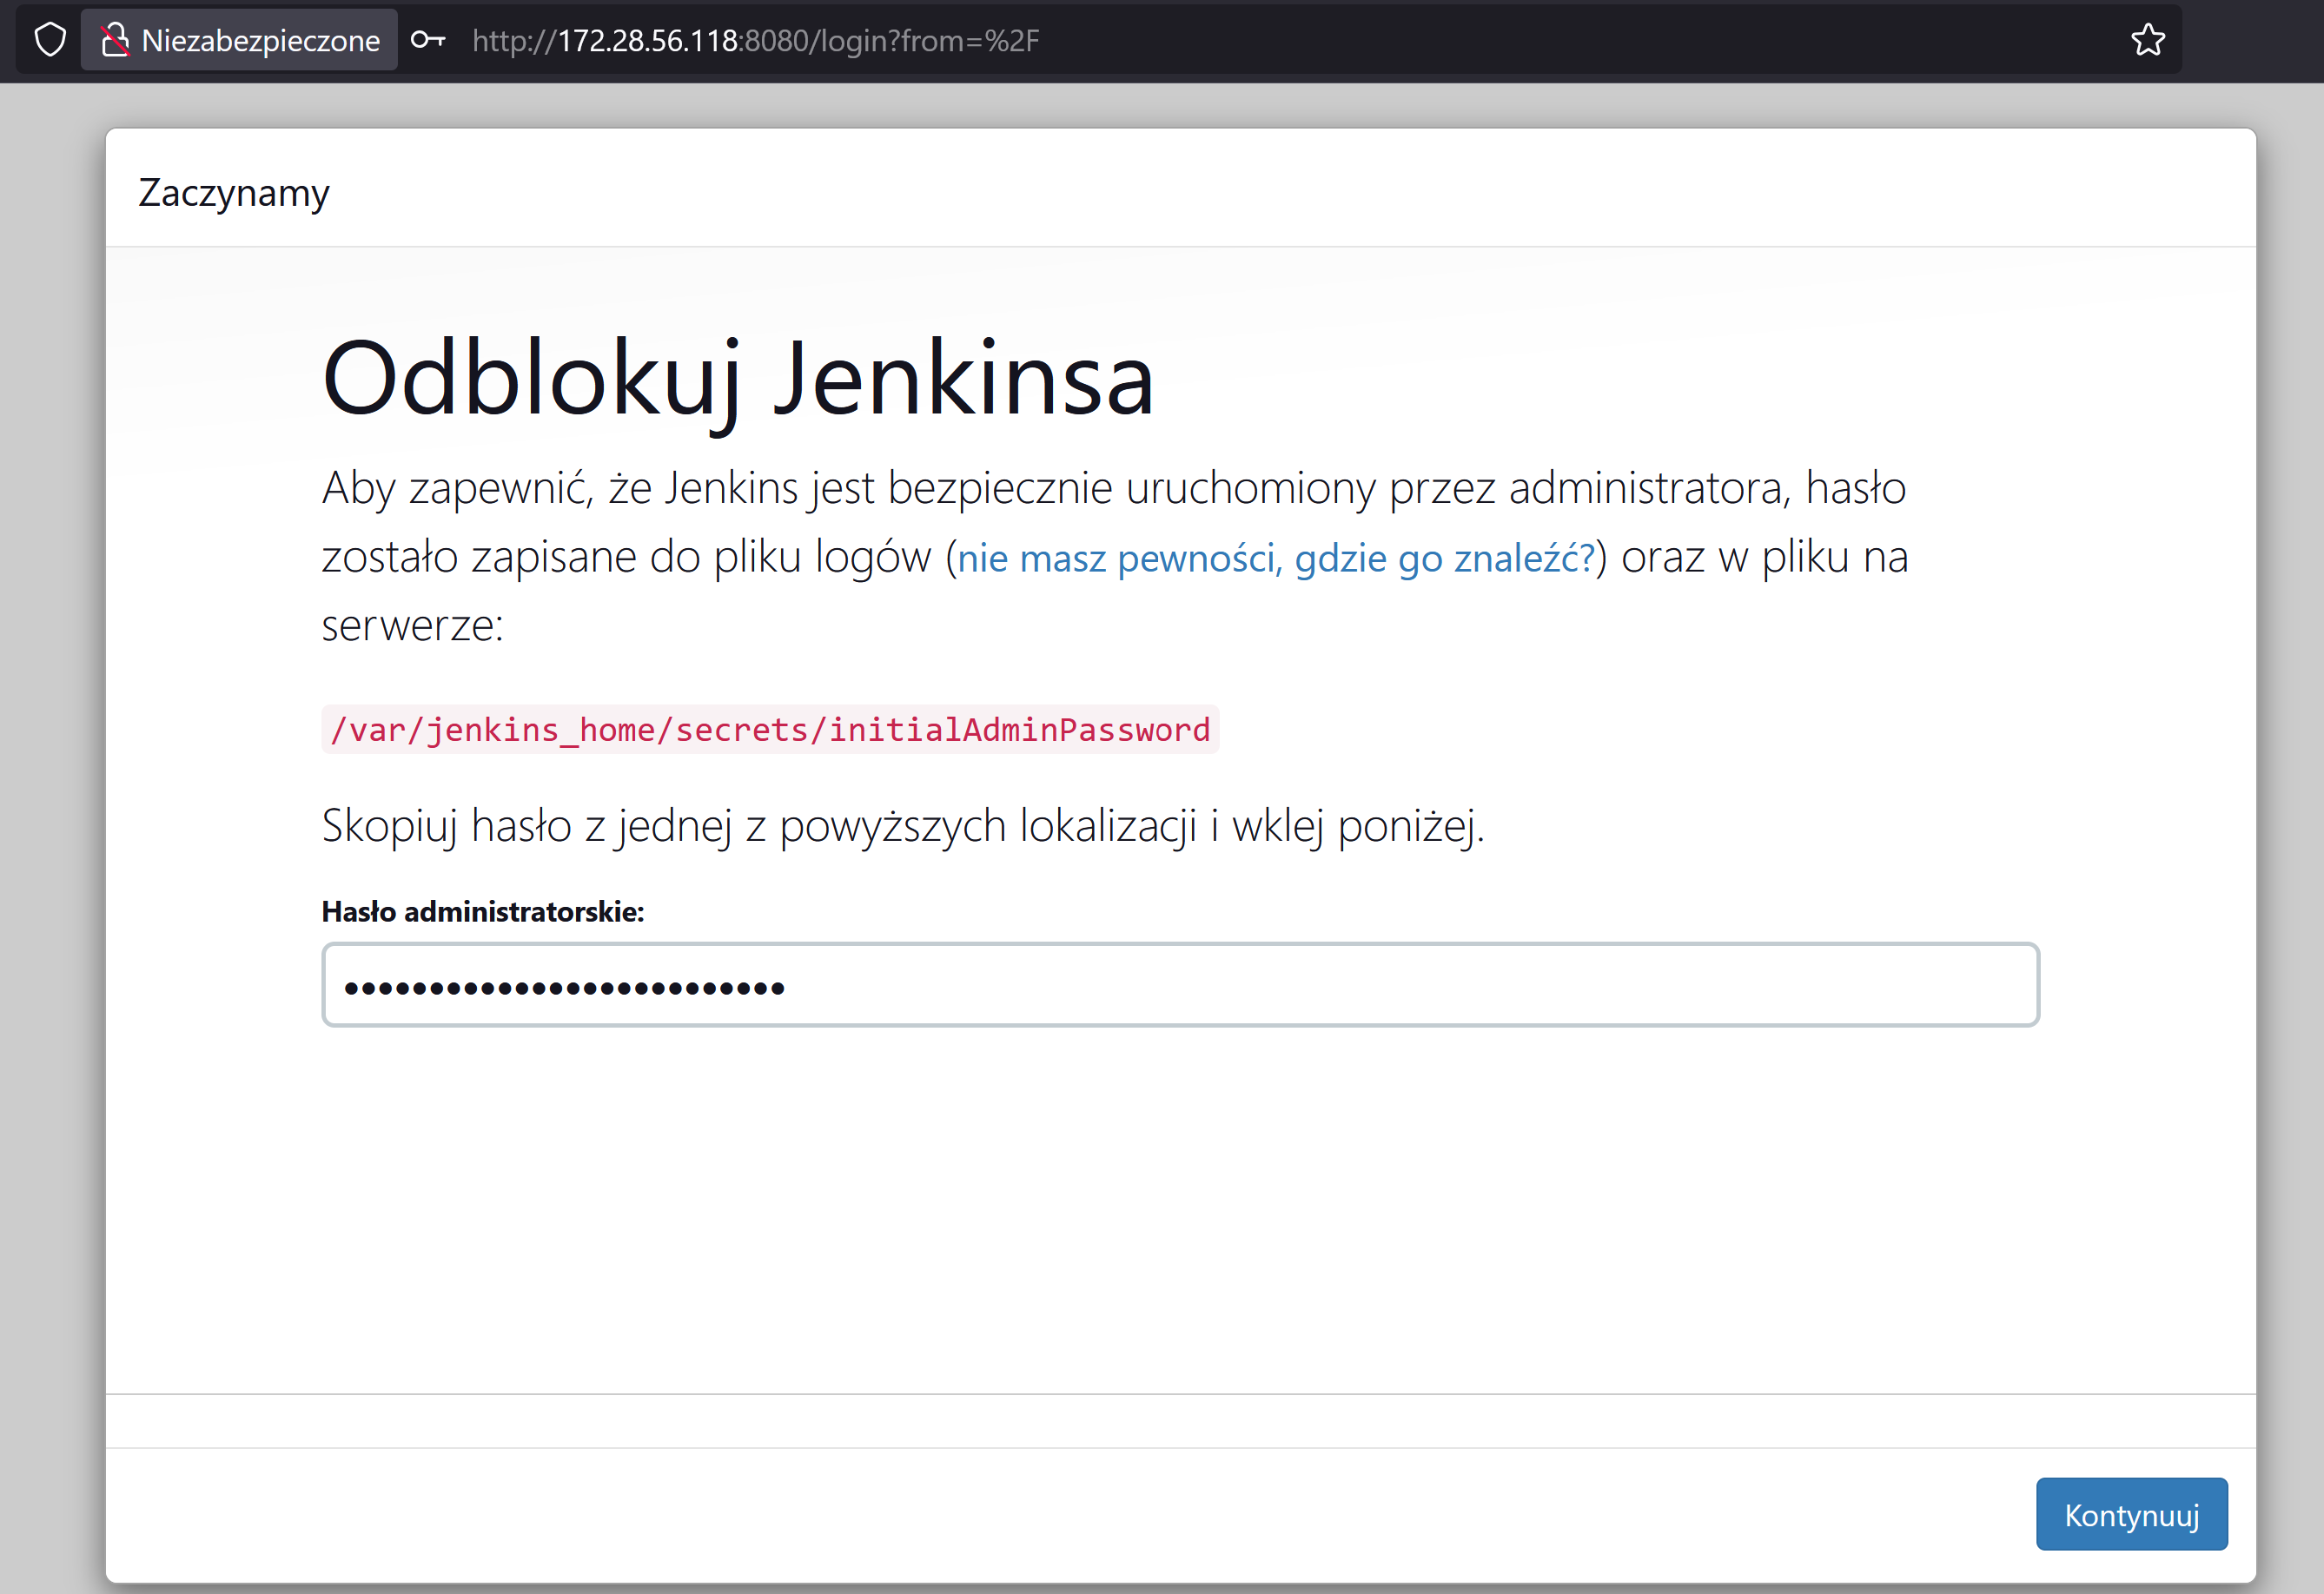 Niezabezpieczone http://172.28.56.118:8080/login?from=%2F
Zaczynamy
Odblokuj Jenkinsa
Aby zapewnić, że Jenkins jest bezpiecznie uruchomiony przez administratora, hasło
zostało zapisane do pliku logów (nie masz pewności, gdzie go znaleźć?) oraz w pliku na
serwerze:
/var/jenkins_home/secrets/initialAdminPassword
Skopiuj hasło z jednej z powyższych lokalizacji i wklej poniżej.
Hasło administratorskie:
••••••••••••••••••••••••••
Kontynuuj